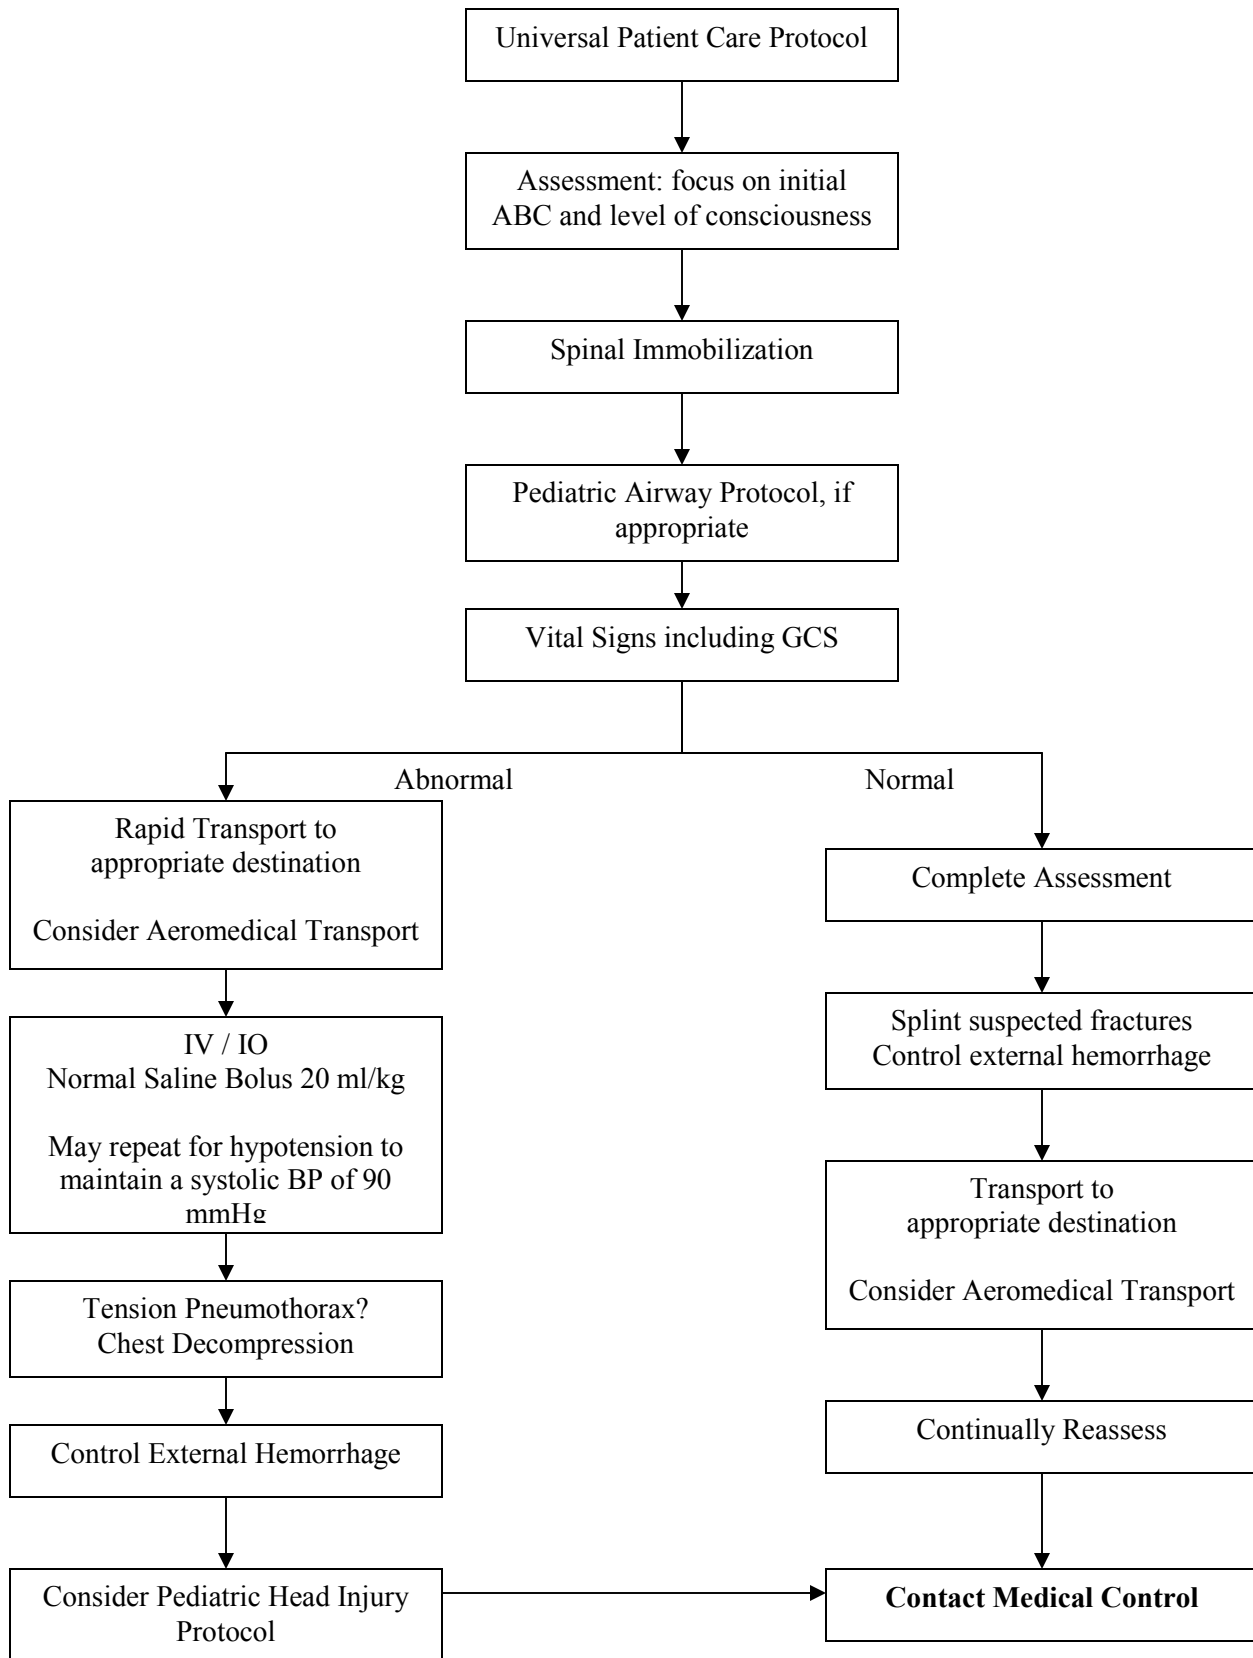 Universal Patient Care Protocol
Assessment: focus on initial
ABC and level of consciousness
Spinal Immobilization
Pediatric Airway Protocol, if
appropriate
Vital Signs including GCS
Abnormal
Normal
Rapid Transport to
appropriate destination
Consider Aeromedical Transport
IV / IO
Normal Saline Bolus 20 ml/kg
May repeat for hypotension to
maintain a systolic BP of 90
mmHg
Tension Pneumothorax?
Chest Decompression
Control External Hemorrhage
Consider Pediatric Head Injury
Protocol
Complete Assessment
Splint suspected fractures
Control external hemorrhage
Transport to
appropriate destination
Consider Aeromedical Transport
Continually Reassess
Contact Medical Control